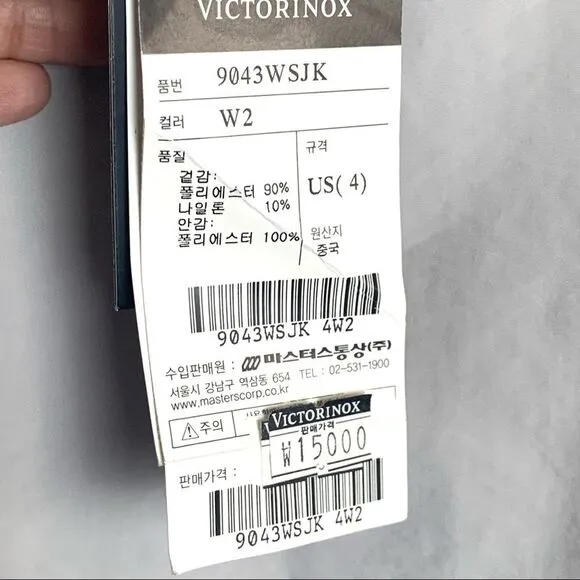 VICTORINOX
품번 9043WSJK
컬러 W2
품질
겉감:
폴리에스터 90%
나일론 10%
안감:
폴리에스터 100%
규격
US( 4)
원산지
중국
9043WSJK 4W2
수입판매원 : 마스터스통상(주)
서울시 강남구 역삼동 654 TEL : 02-531-1900
www.masterscorp.co.kr
주의
VICTORINOX
판매가격
₩15000
판매가격 :
9043WSJK 4W2